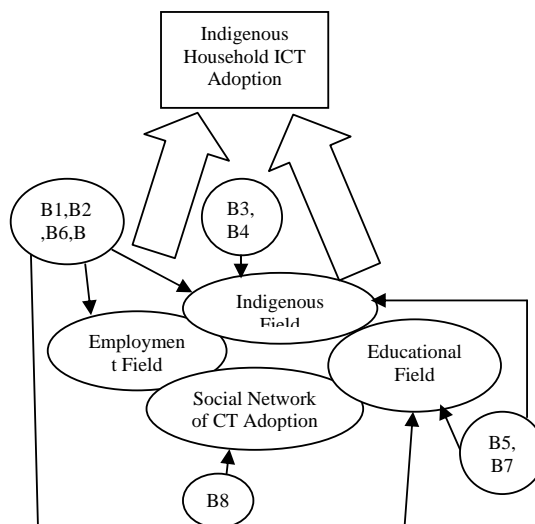 Indigenous
Household ICT
Adoption
B1,B2
,B6,B
B3,
B4
Indigenous
Field
Employmen
t Field
Educational
Field
Social Network
of CT Adoption
B5,
B7
B8